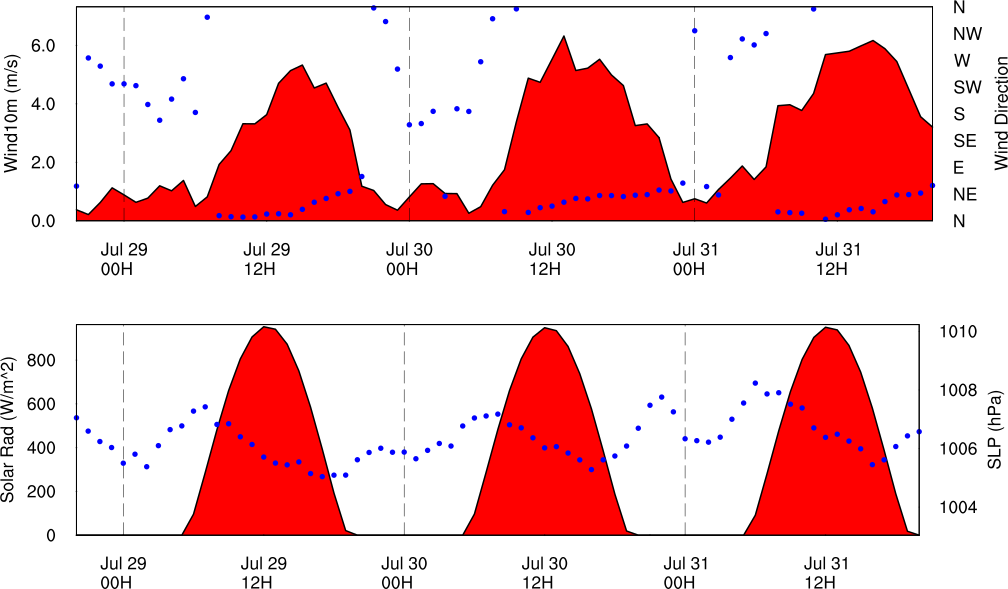 Wind10m (m/s)
6.0
4.0
2.0
0.0
N
NW
W
SW
S
SE
E
NE
N
Wind Direction
Jul 29
00H
Jul 29
12H
Jul 30
00H
Jul 30
12H
Jul 31
00H
Jul 31
12H
Solar Rad (W/m^2)
800
600
400
200
0
1010
1008
1006
1004
SLP (hPa)
Jul 29
00H
Jul 29
12H
Jul 30
00H
Jul 30
12H
Jul 31
00H
Jul 31
12H